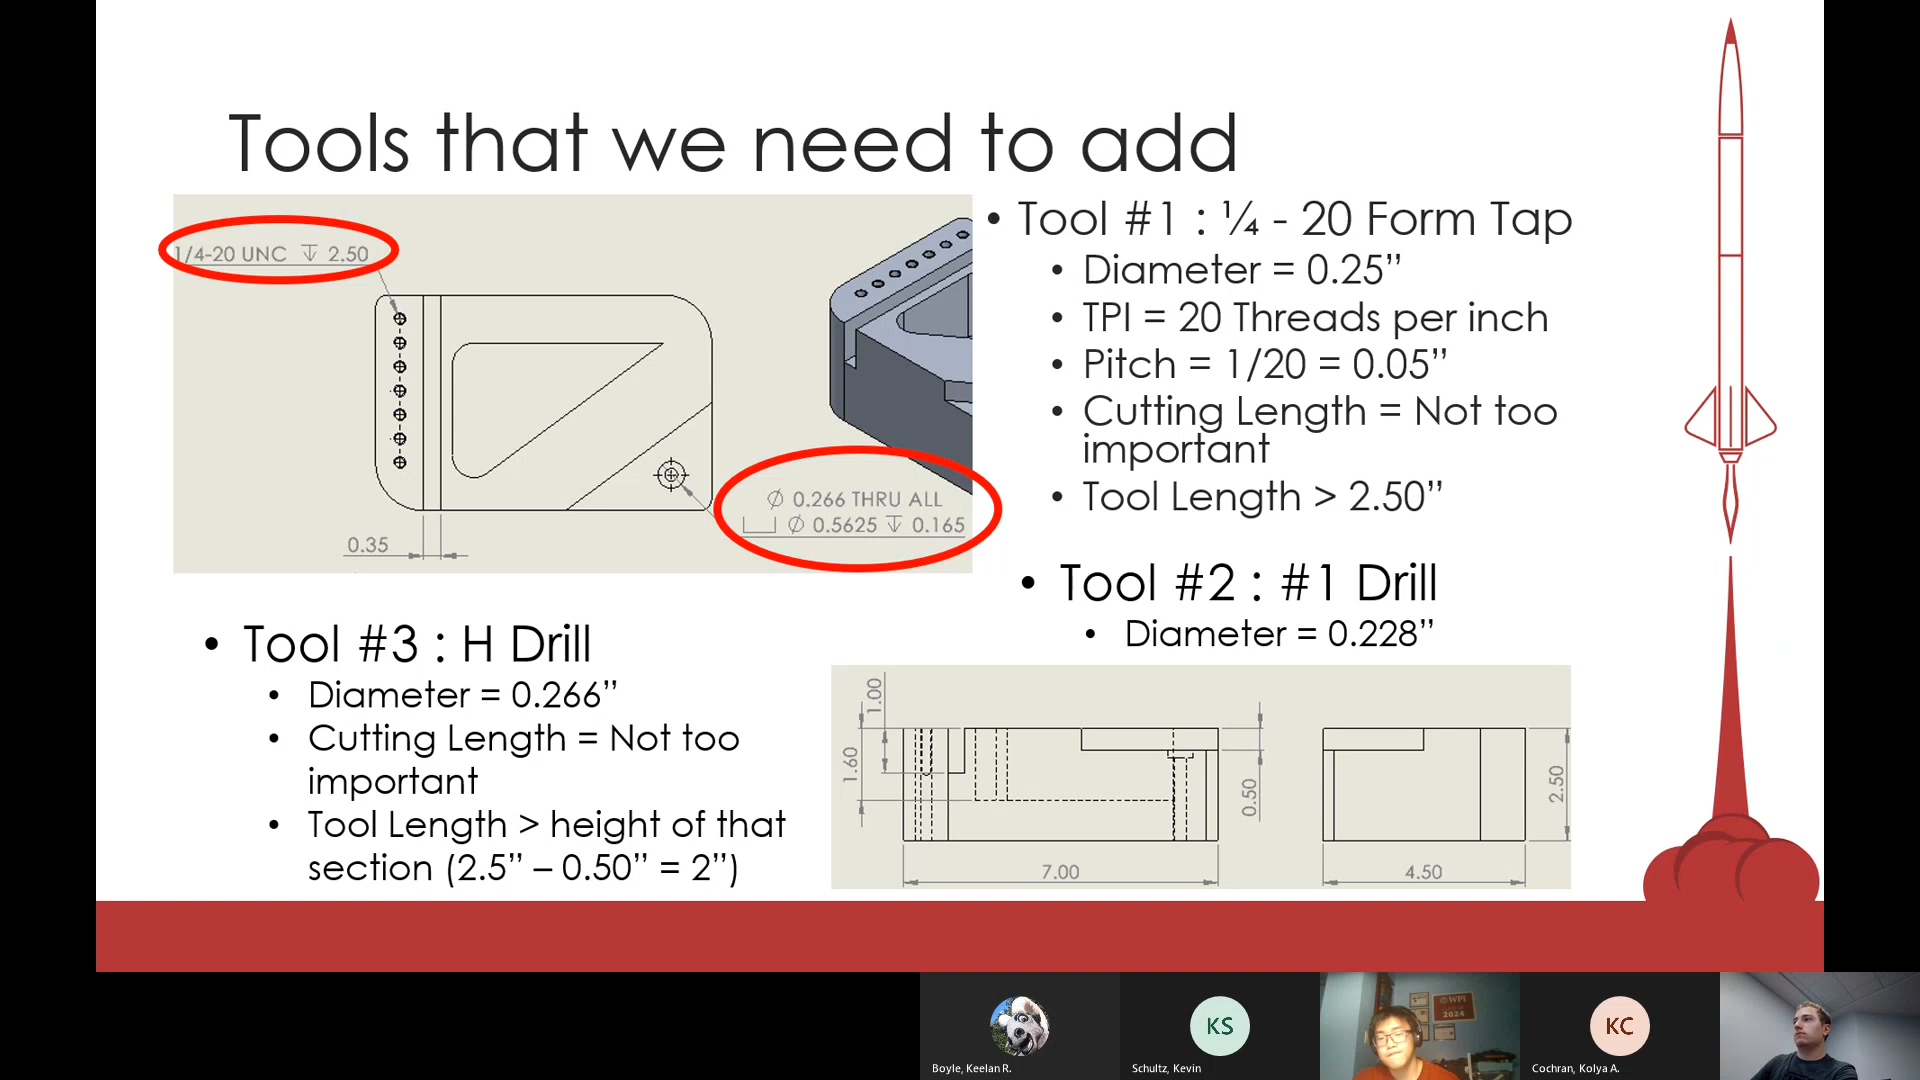 Tools that we need to add
1/4-20 UNC ↧ 2.50
0.35
∅ 0.266 THRU ALL
⌴ ∅ 0.5625 ↧ 0.165
• Tool #1 : ¼ - 20 Form Tap
• Diameter = 0.25”
• TPI = 20 Threads per inch
• Pitch = 1/20 = 0.05”
• Cutting Length = Not too
important
• Tool Length > 2.50”
• Tool #2 : #1 Drill
• Diameter = 0.228”
• Tool #3 : H Drill
• Diameter = 0.266”
• Cutting Length = Not too
important
• Tool Length > height of that
section (2.5” – 0.50” = 2”)
1.00
1.60
0.50
2.50
7.00
4.50
WPI
2024
KS
KC
Boyle, Keelan R.
Schultz, Kevin
Cochran, Kolya A.